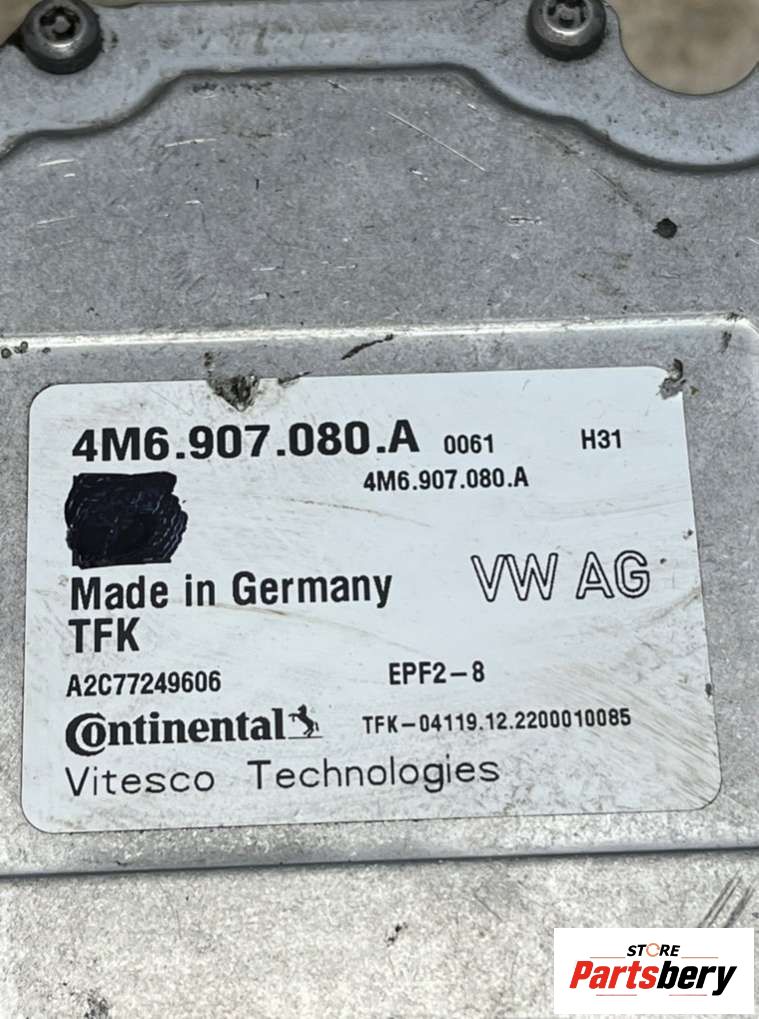 4M6.907.080.A 0061 H31
4M6.907.080.A
VW AG
Made in Germany
TFK
A2C77249606 EPF2-8
Continental TFK-04119.12.2200010085
Vitesco Technologies
STORE
Partsbery